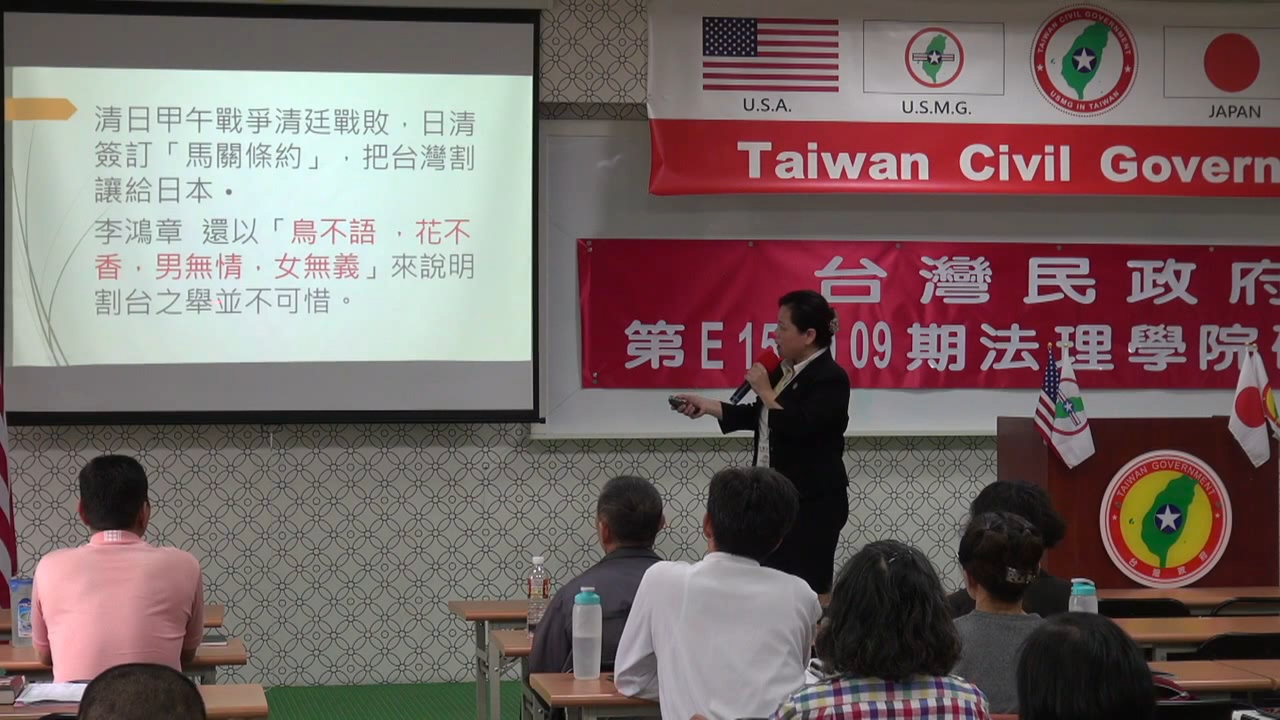 清日甲午戰爭清廷戰敗，日清
簽訂「馬關條約」，把台灣割
讓給日本。
李鴻章 還以「鳥不語，花不
香，男無情，女無義」來說明
割台之舉並不可惜。
U.S.A.
U.S.M.G.
TAIWAN CIVIL GOVERNMENT
USMG IN TAIWAN
JAPAN
Taiwan Civil Govern
台灣民政府
第E15 09期法理學院
TAIWAN GOVERNMENT
台灣政府